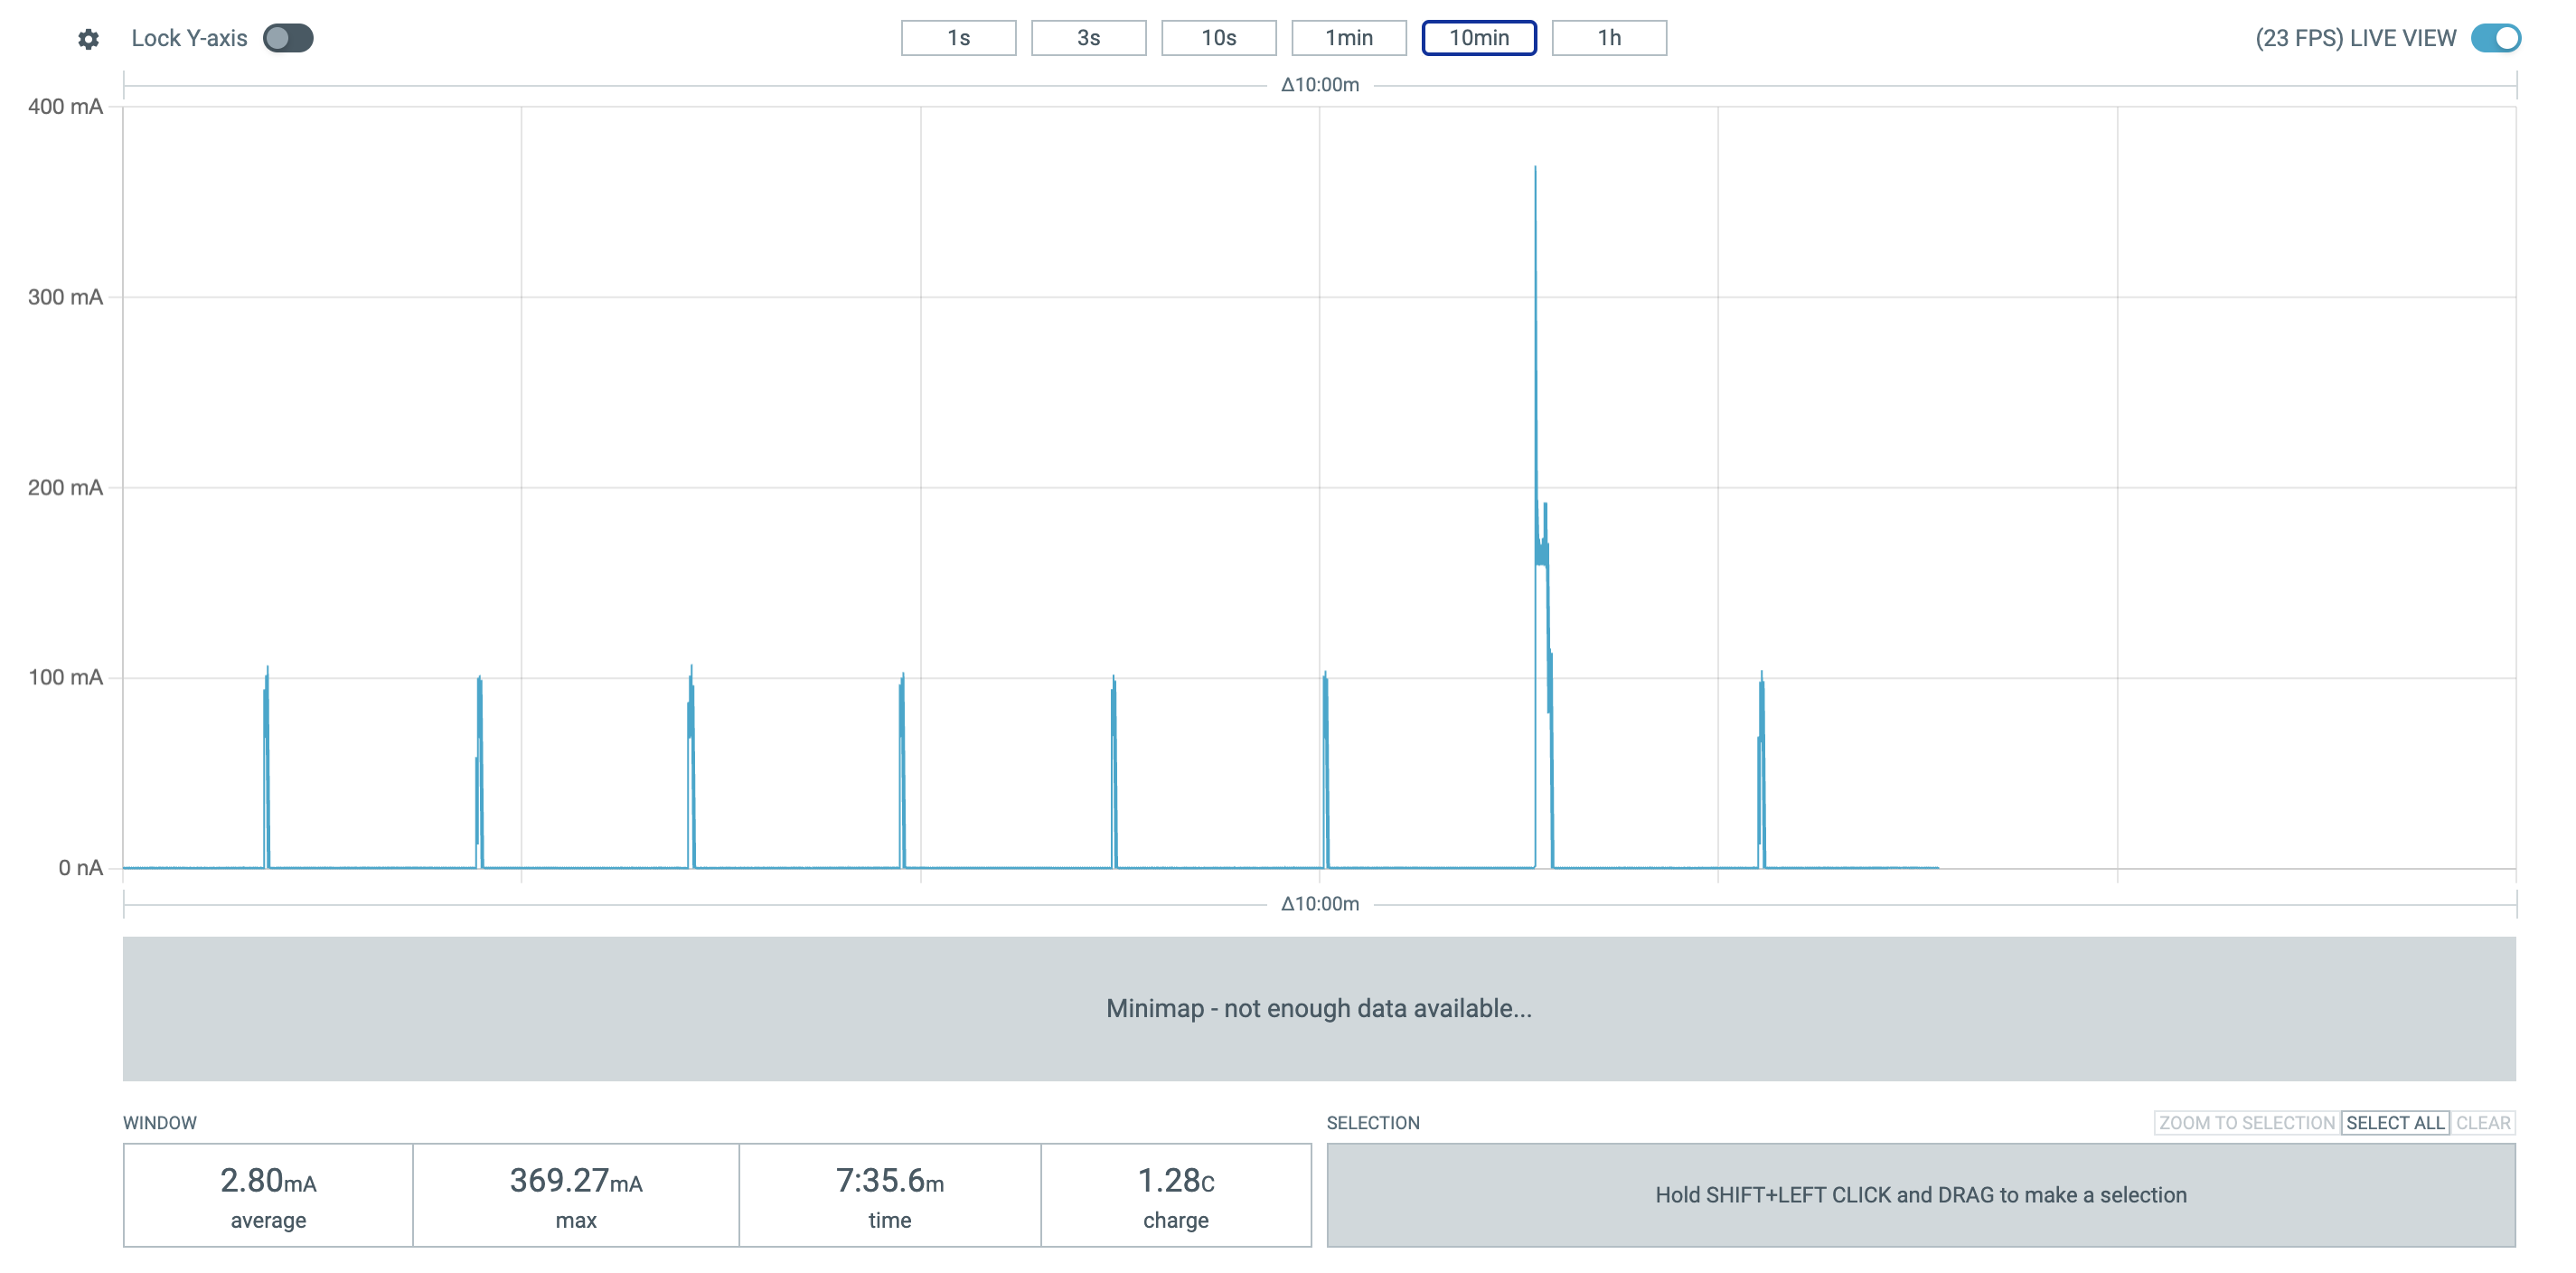 Lock Y-axis
1s
3s
10s
1min
10min
1h
(23 FPS) LIVE VIEW
Δ10:00m
400 mA
300 mA
200 mA
100 mA
0 nA
Δ10:00m
Minimap - not enough data available...
WINDOW
2.80mA
average
369.27mA
max
7:35.6m
time
1.28C
charge
SELECTION
ZOOM TO SELECTION
SELECT ALL
CLEAR
Hold SHIFT+LEFT CLICK and DRAG to make a selection